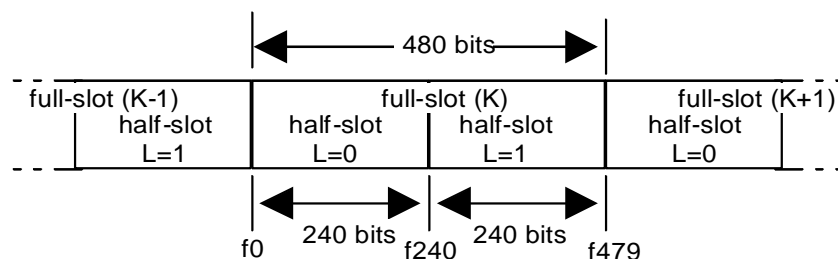 480 bits
full-slot (K-1) full-slot (K) full-slot (K+1)
half-slot half-slot half-slot half-slot
L=1 L=0 L=1 L=0
240 bits 240 bits
f0 f240 f479